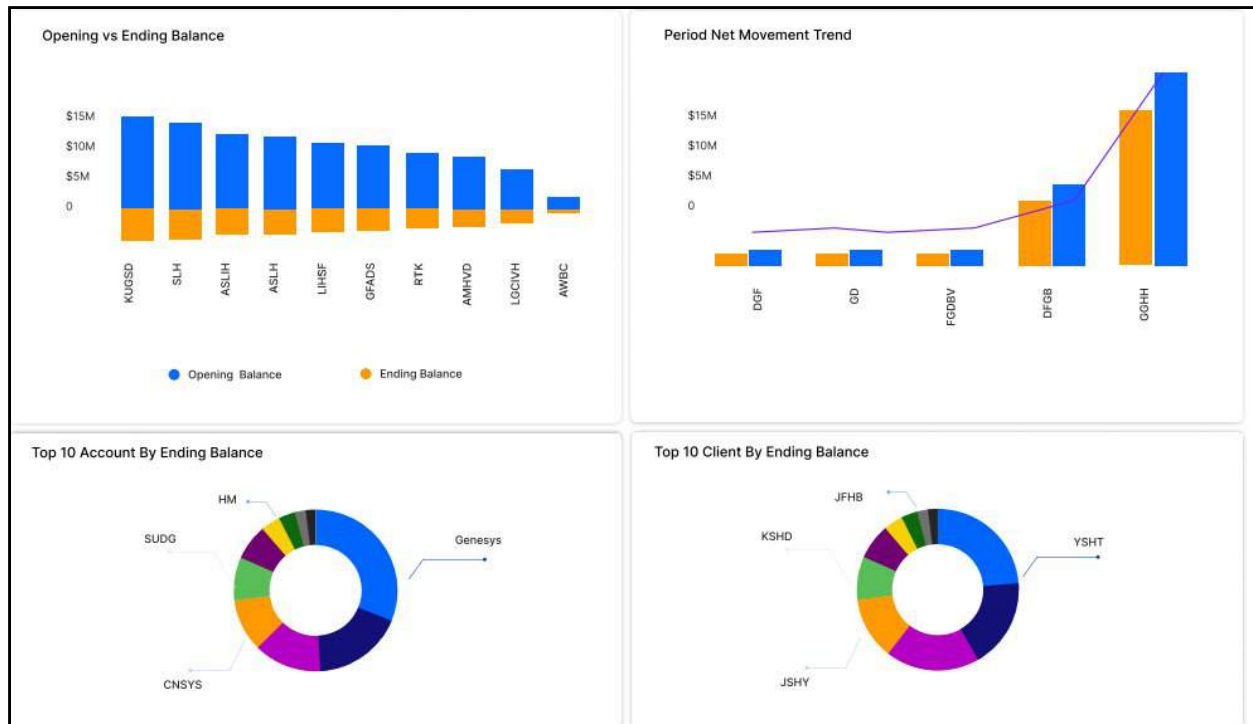 Opening vs Ending Balance
$15M
$10M
$5M
0
KUGSD
SLH
ASLIH
ASLH
LIHSF
GFADS
RTK
AMHVD
LGCIVH
AWBC
Opening Balance
Ending Balance
Period Net Movement Trend
$15M
$10M
$5M
0
DGF
GD
FGDBV
DFGB
GGHH
Top 10 Account By Ending Balance
HM
SUDG
Genesys
CNSYS
Top 10 Client By Ending Balance
JFHB
KSHD
YSHT
JSHY